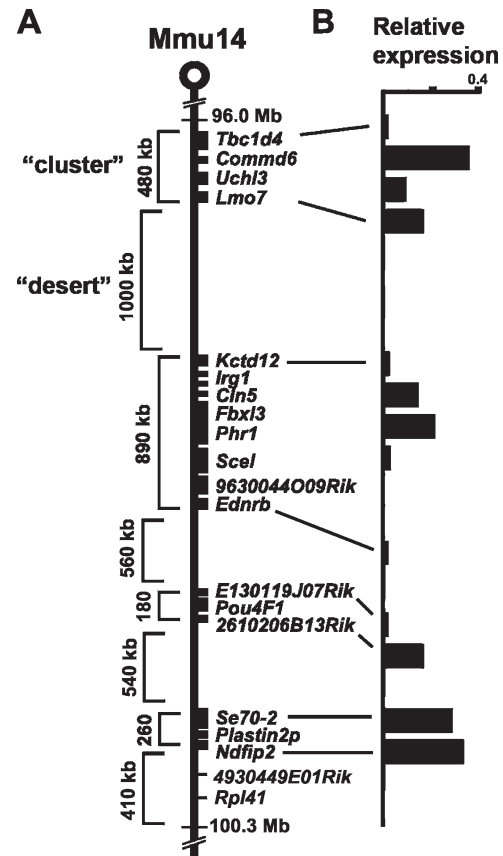 A
B
Mmu14
Relative
expression
0.4
96.0 Mb
"cluster"
480 kb
Tbc1d4
Commd6
Uchl3
Lmo7
"desert"
1000 kb
890 kb
Kctd12
Irg1
Cln5
Fbxl3
Phr1
Scel
9630044O09Rik
Ednrb
560 kb
180
E130119J07Rik
Pou4F1
2610206B13Rik
540 kb
260
Se70-2
Plastin2p
Ndfip2
410 kb
4930449E01Rik
Rpl41
100.3 Mb